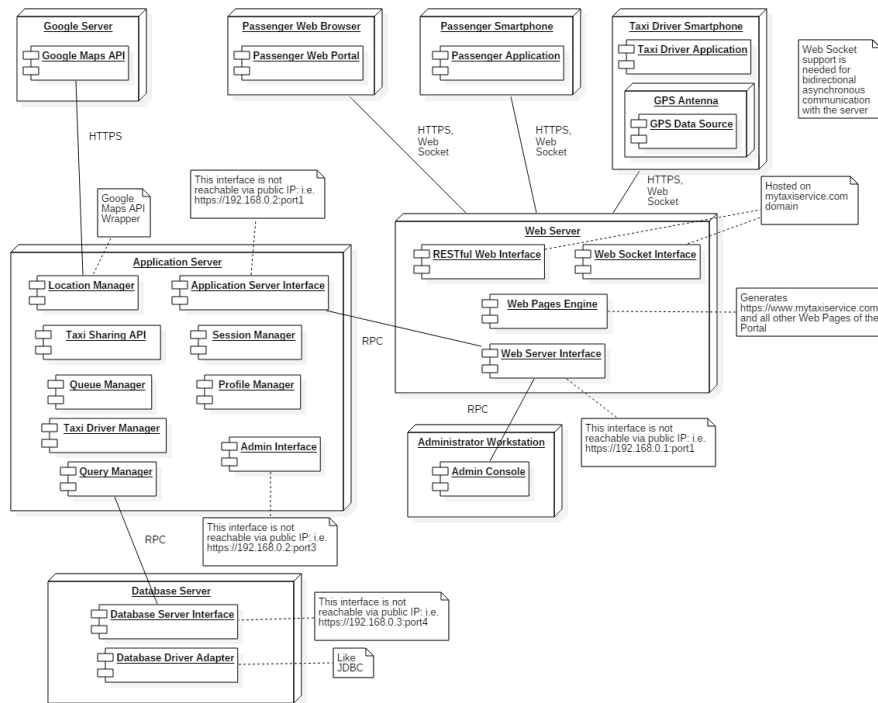 Google Server
Google Maps API
Passenger Web Browser
Passenger Web Portal
Passenger Smartphone
Passenger Application
Taxi Driver Smartphone
Taxi Driver Application
GPS Antenna
GPS Data Source
Web Socket
support is
needed for
bidirectional
asynchronous
communication
with the server
HTTPS
HTTPS,
Web
Socket
HTTPS,
Web
Socket
HTTPS,
Web
Socket
Google
Maps API
Wrapper
This interface is not
reachable via public IP: i.e.
https://192.168.0.2:port1
Hosted on
mytaxiservice.com
domain
Application Server
Location Manager
Application Server Interface
Taxi Sharing API
Session Manager
Queue Manager
Profile Manager
Taxi Driver Manager
Admin Interface
Query Manager
Web Server
RESTful Web Interface
Web Socket Interface
Web Pages Engine
Web Server Interface
Generates
https://www.mytaxiservice.com
and all other Web Pages of the
Portal
RPC
RPC
This interface is not
reachable via public IP: i.e.
https://192.168.0.1:port1
Administrator Workstation
Admin Console
This interface is not
reachable via public IP: i.e.
https://192.168.0.2:port3
RPC
Database Server
Database Server Interface
Database Driver Adapter
This interface is not
reachable via public IP: i.e.
https://192.168.0.3:port4
Like
JDBC